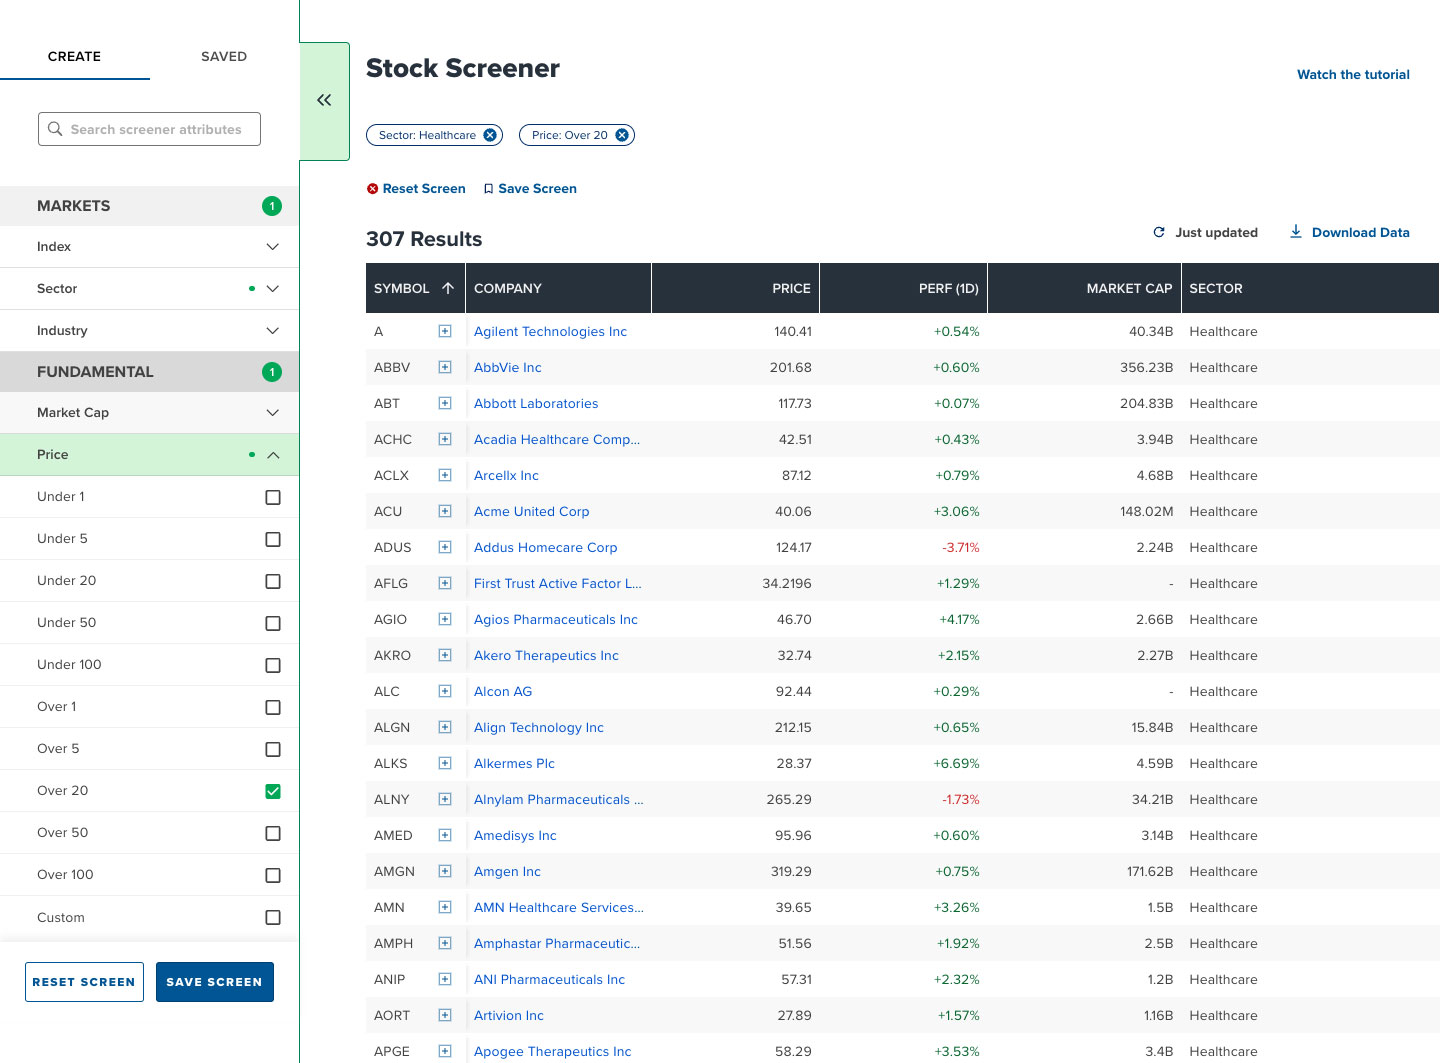 CREATE SAVED
Search screener attributes
MARKETS 1
Index
Sector
Industry
FUNDAMENTAL 1
Market Cap
Price
Under 1
Under 5
Under 20
Under 50
Under 100
Over 1
Over 5
Over 20
Over 50
Over 100
Custom
RESET SCREEN SAVE SCREEN
Stock Screener
Watch the tutorial
Sector: Healthcare Price: Over 20
Reset Screen Save Screen
307 Results
Just updated Download Data
SYMBOL COMPANY PRICE PERF (1D) MARKET CAP SECTOR
A Agilent Technologies Inc 140.41 +0.54% 40.34B Healthcare
ABBV AbbVie Inc 201.68 +0.60% 356.23B Healthcare
ABT Abbott Laboratories 117.73 +0.07% 204.83B Healthcare
ACHC Acadia Healthcare Comp... 42.51 +0.43% 3.94B Healthcare
ACLX Arcellx Inc 87.12 +0.79% 4.68B Healthcare
ACU Acme United Corp 40.06 +3.06% 148.02M Healthcare
ADUS Addus Homecare Corp 124.17 -3.71% 2.24B Healthcare
AFLG First Trust Active Factor L... 34.2196 +1.29% - Healthcare
AGIO Agios Pharmaceuticals Inc 46.70 +4.17% 2.66B Healthcare
AKRO Akero Therapeutics Inc 32.74 +2.15% 2.27B Healthcare
ALC Alcon AG 92.44 +0.29% - Healthcare
ALGN Align Technology Inc 212.15 +0.65% 15.84B Healthcare
ALKS Alkermes Plc 28.37 +6.69% 4.59B Healthcare
ALNY Alnylam Pharmaceuticals ... 265.29 -1.73% 34.21B Healthcare
AMED Amedisys Inc 95.96 +0.60% 3.14B Healthcare
AMGN Amgen Inc 319.29 +0.75% 171.62B Healthcare
AMN AMN Healthcare Services... 39.65 +3.26% 1.5B Healthcare
AMPH Amphastar Pharmaceutic... 51.56 +1.92% 2.5B Healthcare
ANIP ANI Pharmaceuticals Inc 57.31 +2.32% 1.2B Healthcare
AORT Artivion Inc 27.89 +1.57% 1.16B Healthcare
APGE Apogee Therapeutics Inc 58.29 +3.53% 3.4B Healthcare